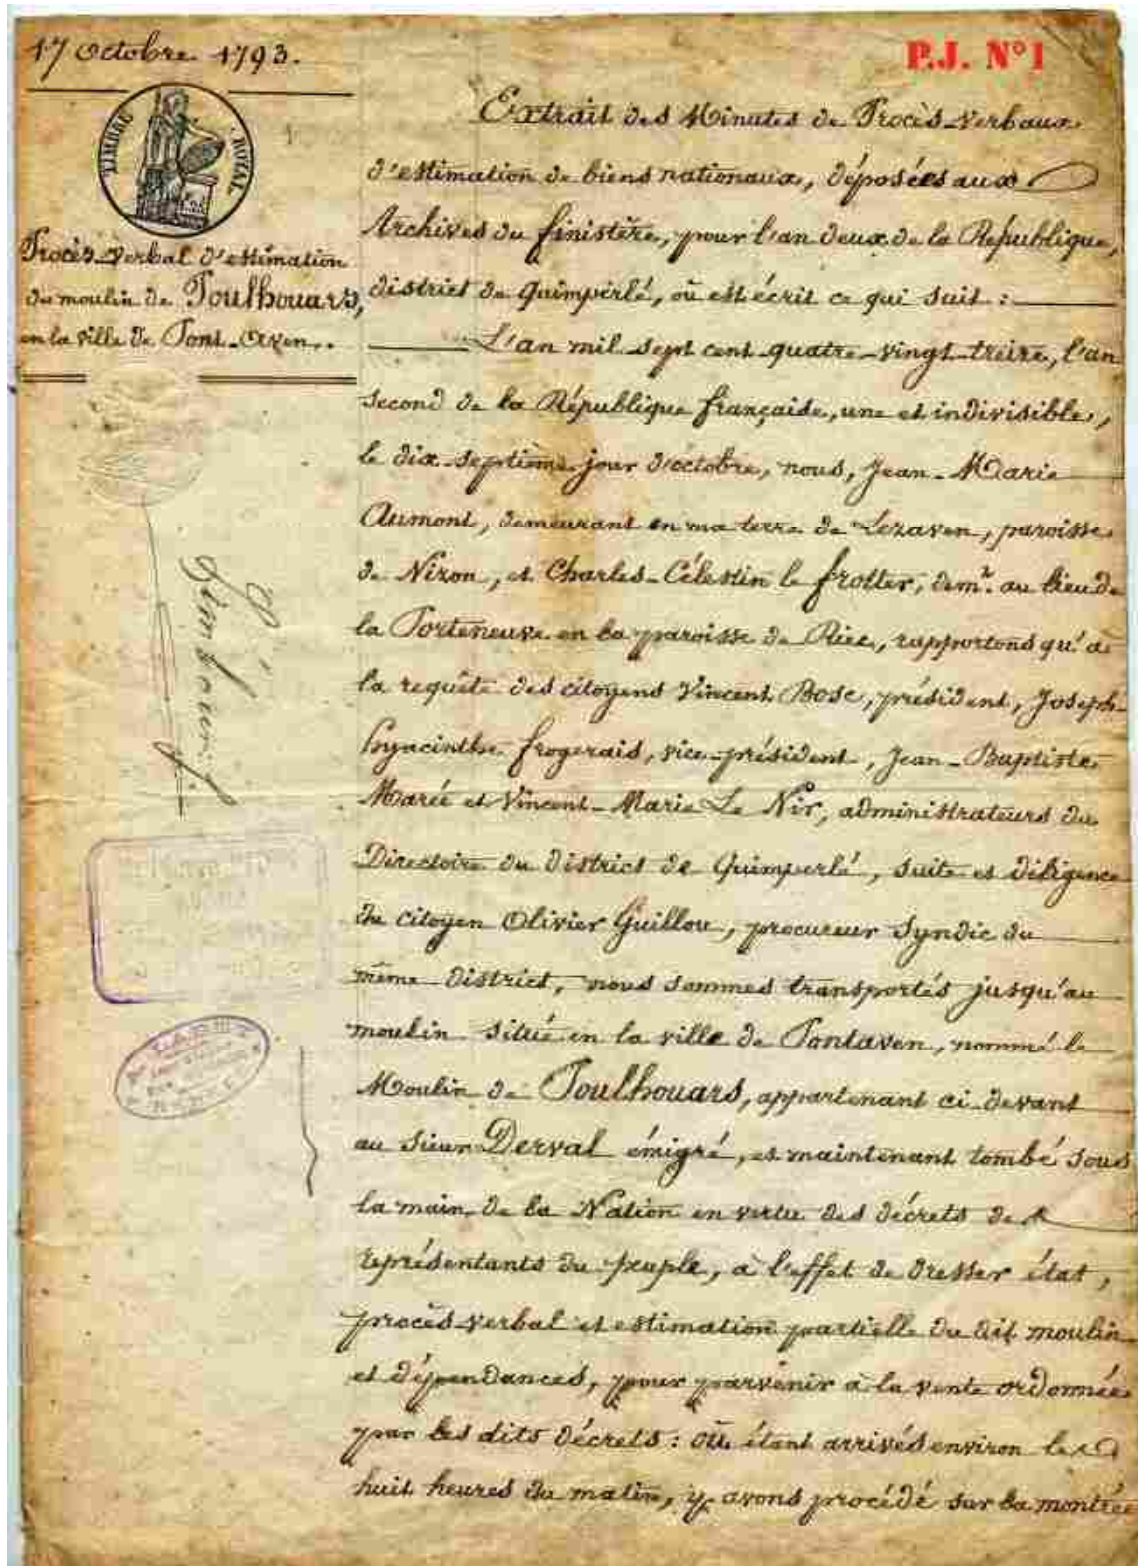 17 Octobre 1793.
P.J. N°1
TIMBRE ROYAL
Procès-verbal d'estimation
du moulin de Poulhouars,
en la ville de Pont-Aven.
Extrait des Minutes de Procès-verbaux
d'estimation de biens nationaux, déposées aux
Archives du finistère, pour l'an deux de la République,
district de Quimperlé, où est écrit ce qui suit :
L'an mil sept cent quatre-vingt-treize, l'an
second de la République française, une et indivisible,
le dix-septième jour d'octobre, nous, Jean-Marie
Aumont, demeurant en ma terre de Lezaven, paroisse
de Nizon, et Charles-Célestin le frotter, demt. au lieu de
la Porteneuve en la paroisse de Riec, rapportons qu'à
la requête des citoyens Vincent Bosc, président, Joseph-
hyacinthe frogerais, vice-président, Jean-Baptiste
Marée et Vincent-Marie Le Nir, administrateurs du
Directoire du district de Quimperlé, suite et diligence
du citoyen Olivier Guillou, procureur syndic du
même district, nous sommes transportés jusqu'au
moulin situé en la ville de Pontaven, nommé le
Moulin de Poulhouars, appartenant ci-devant
au sieur Derval émigré, et maintenant tombé sous
la main de la Nation en vertu des décrets de
représentants du peuple, à l'effet de dresser état,
procès-verbal et estimation partielle du dit moulin
et dépendances, pour parvenir à la vente ordonnée
par les dits décrets : où étant arrivés environ les
huit heures du matin, y avons procédé sur la montrée